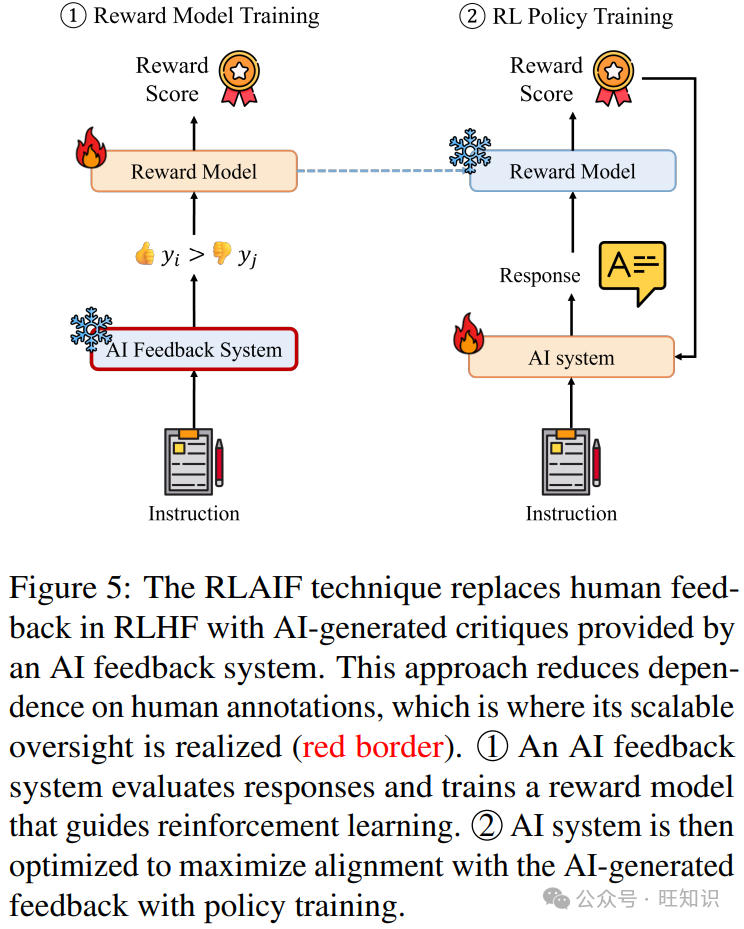 ① Reward Model Training
② RL Policy Training
Reward
Score
Reward Model
y_i > y_j
AI Feedback System
Instruction
Reward
Score
Reward Model
Response
A
AI system
Instruction
Figure 5: The RLAIF technique replaces human feed-
back in RLHF with AI-generated critiques provided by
an AI feedback system. This approach reduces depen-
dence on human annotations, which is where its scalable
oversight is realized (red border). ① An AI feedback
system evaluates responses and trains a reward model
that guides reinforcement learning. ② AI system is then
optimized to maximize alignment with the AI-generated
feedback with policy training.
公众号 · 旺知识